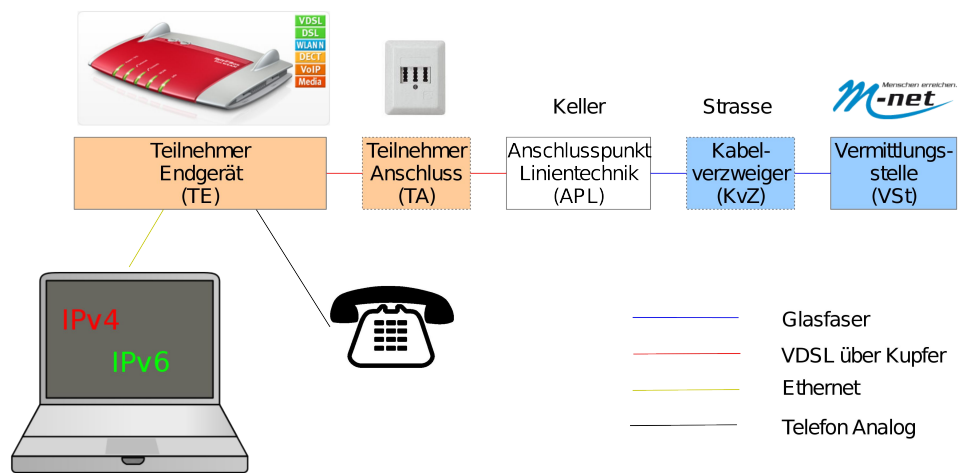 VDSL
DSL
WLAN N
DECT
VoIP
Media
Keller
Strasse
Menschen erreichen.
M-net
Teilnehmer
Endgerät
(TE)
Teilnehmer
Anschluss
(TA)
Anschlusspunkt
Linientechnik
(APL)
Kabel-
verzweiger
(KvZ)
Vermittlungs-
stelle
(VSt)
IPv4
IPv6
Glasfaser
VDSL über Kupfer
Ethernet
Telefon Analog